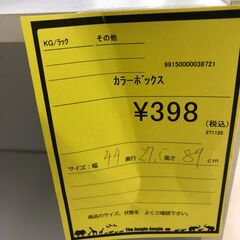 KG/ラック その他
99150000038721
カラーボックス
¥398
(税込)
271125
サイズ:幅 44 奥行 27.5 高さ 89 cm
商品のサイズ、状態を よくご確認下さい。
The Jungle-Jungle